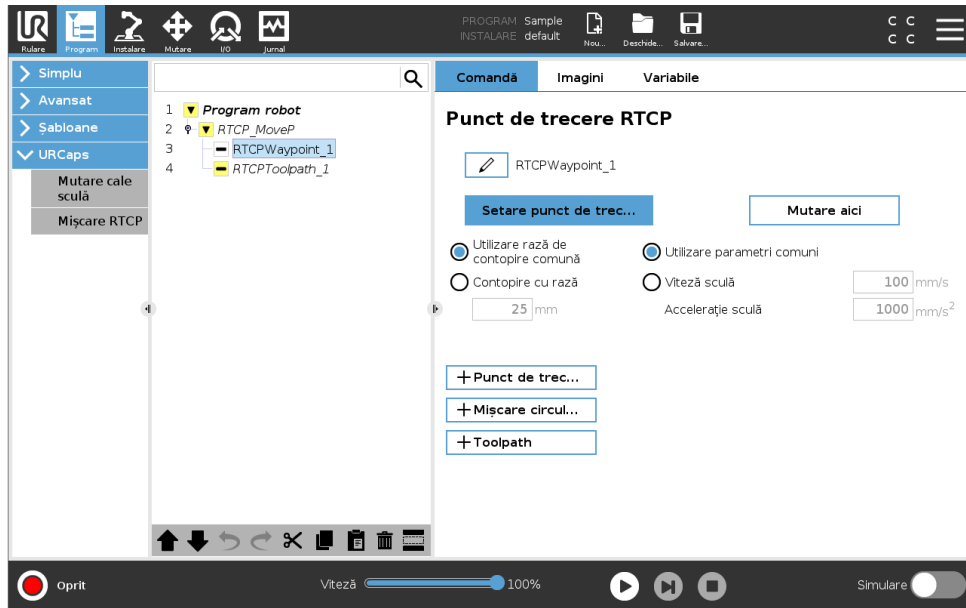 PROGRAM Sample
INSTALARE default
Rulare
Program
Instalare
Mutare
I/O
Jurnal
Nou...
Deschide...
Salvare...
C C
C C
Simplu
Avansat
Șabloane
URCaps
Mutare cale
sculă
Mișcare RTCP
1 Program robot
2 RTCP_MoveP
3 RTCPWaypoint_1
4 RTCPToolpath_1
Comandă
Imagini
Variabile
Punct de trecere RTCP
RTCPWaypoint_1
Setare punct de trec...
Mutare aici
Utilizare rază de
contopire comună
Utilizare parametri comuni
Contopire cu rază
Viteză sculă
100 mm/s
25 mm
Accelerație sculă
1000 mm/s²
+ Punct de trec...
+ Mișcare circul...
+ Toolpath
Oprit
Viteză
100%
Simulare